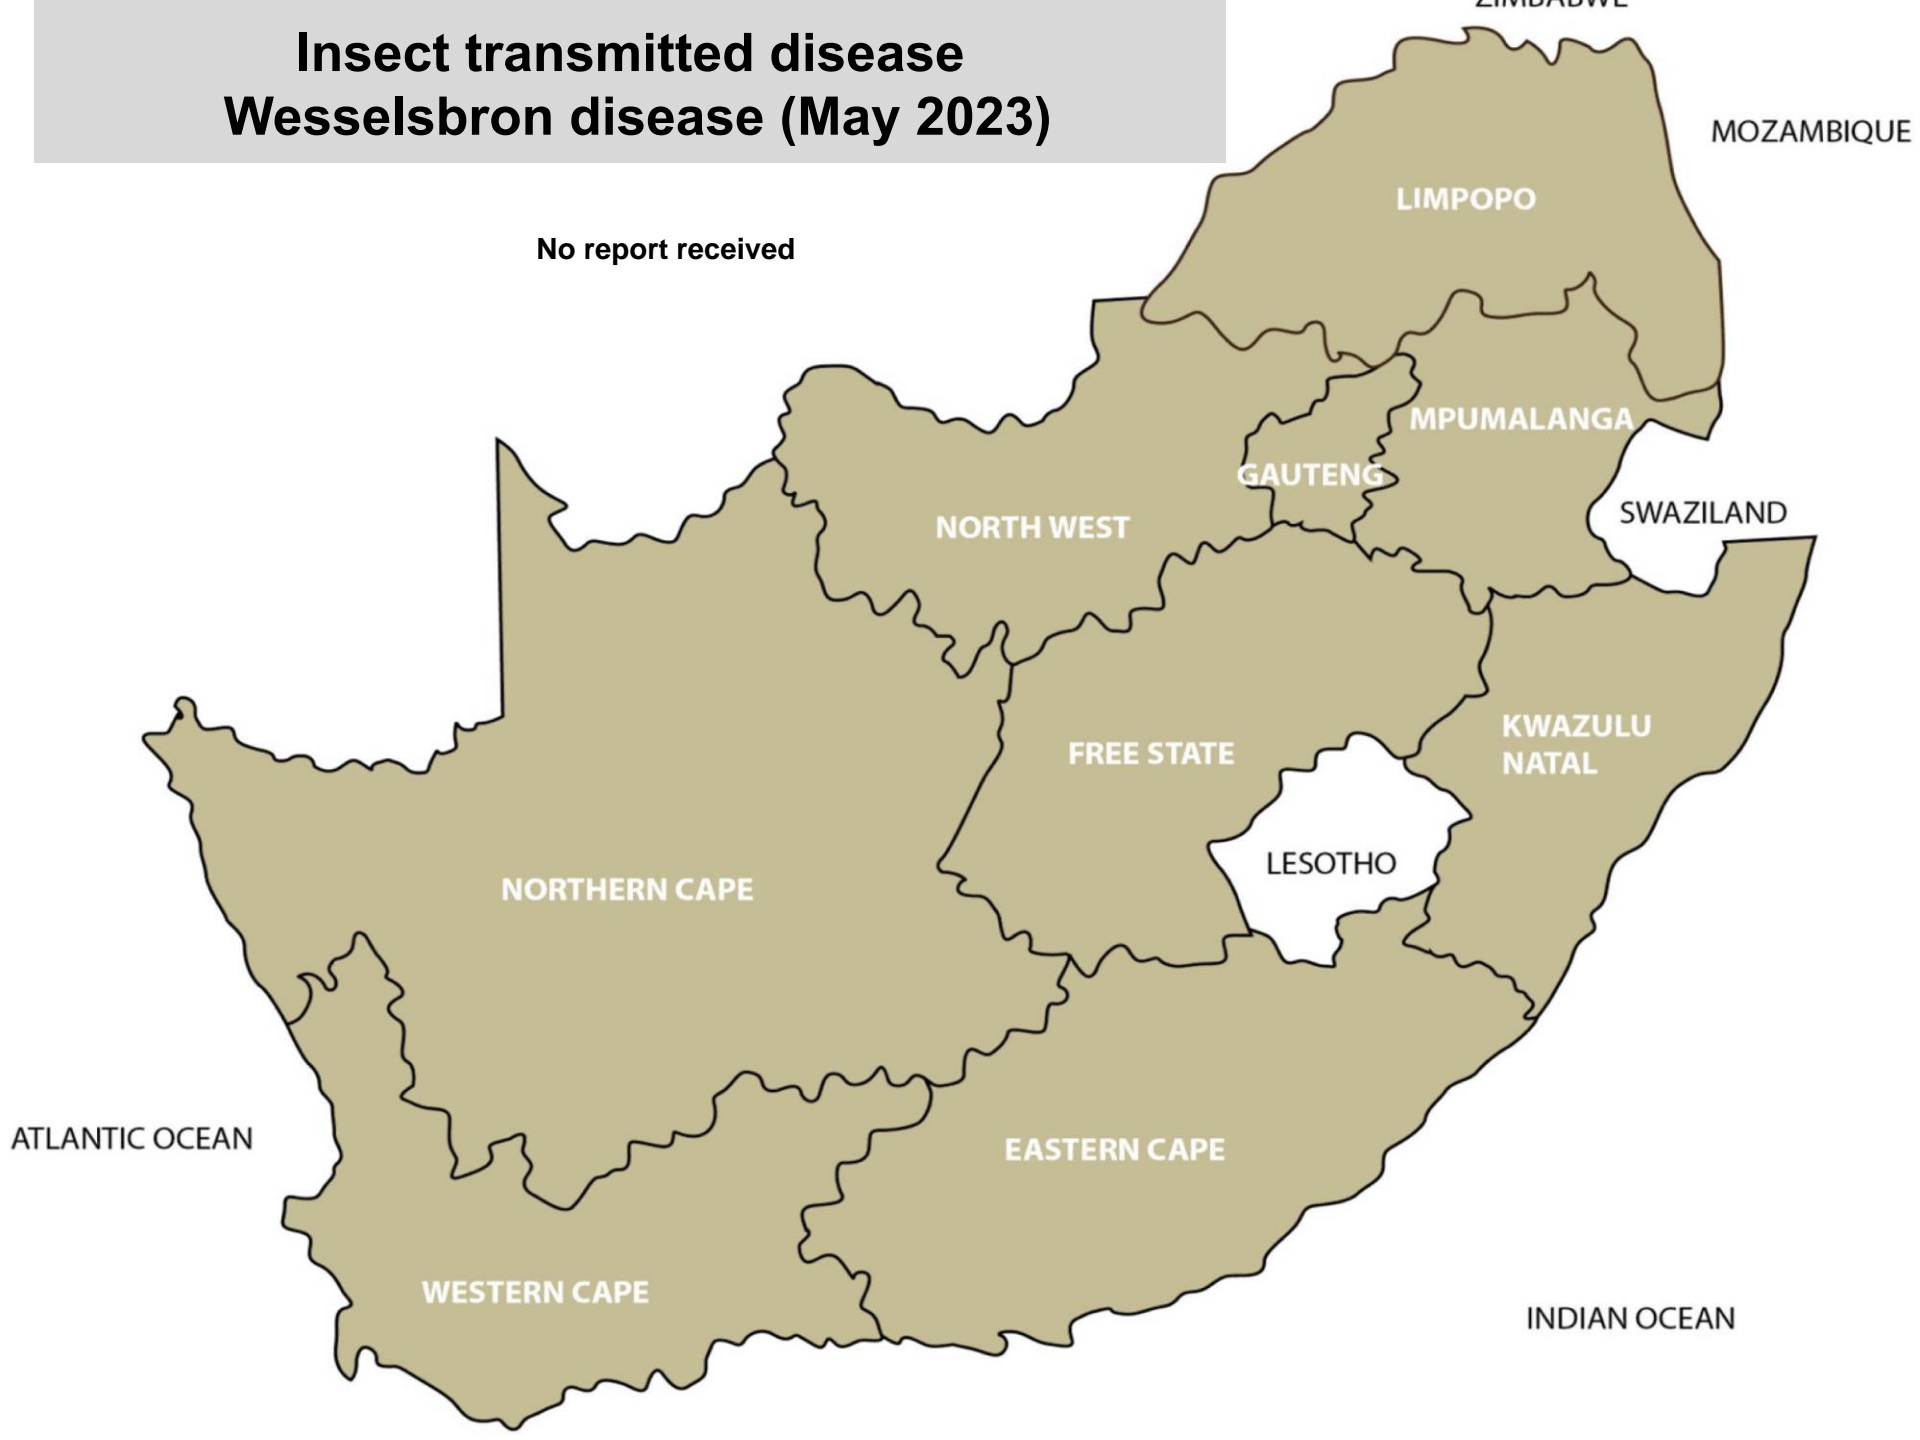 Insect transmitted disease
Wesselsbron disease (May 2023)
ZIMBABWE
MOZAMBIQUE
LIMPOPO
No report received
MPUMALANGA
GAUTENG
SWAZILAND
NORTH WEST
KWAZULU
NATAL
FREE STATE
LESOTHO
NORTHERN CAPE
ATLANTIC OCEAN
EASTERN CAPE
WESTERN CAPE
INDIAN OCEAN